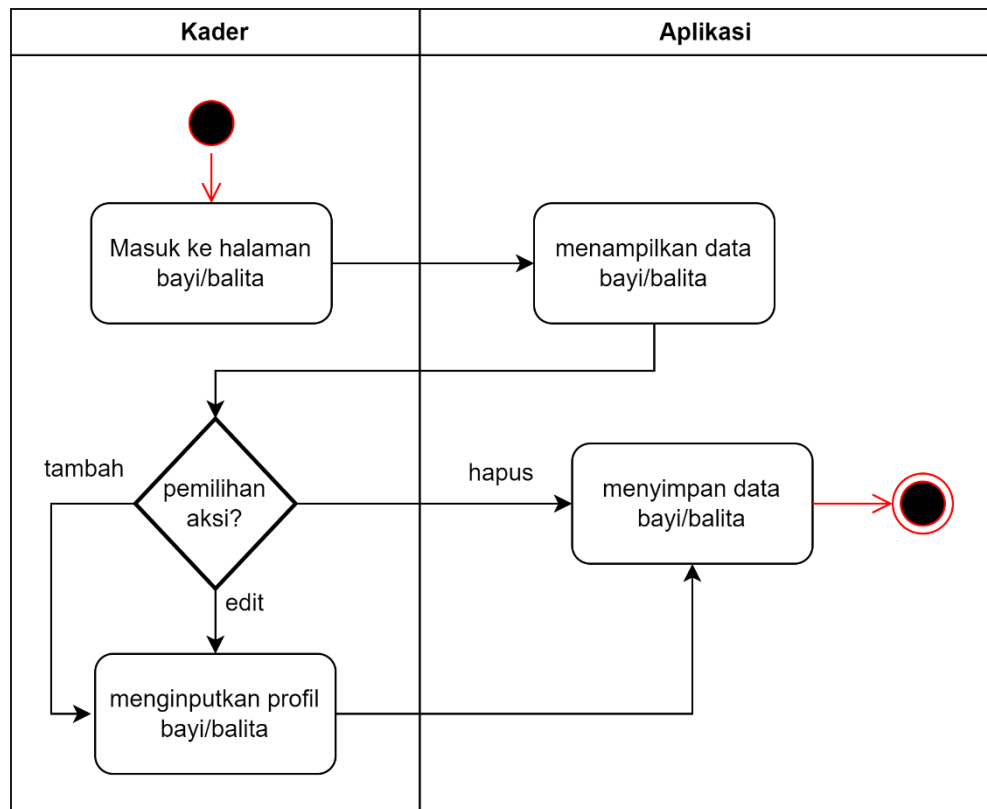 Kader
Aplikasi
Masuk ke halaman
bayi/balita
menampilkan data
bayi/balita
tambah
pemilihan
aksi?
hapus
menyimpan data
bayi/balita
edit
menginputkan profil
bayi/balita